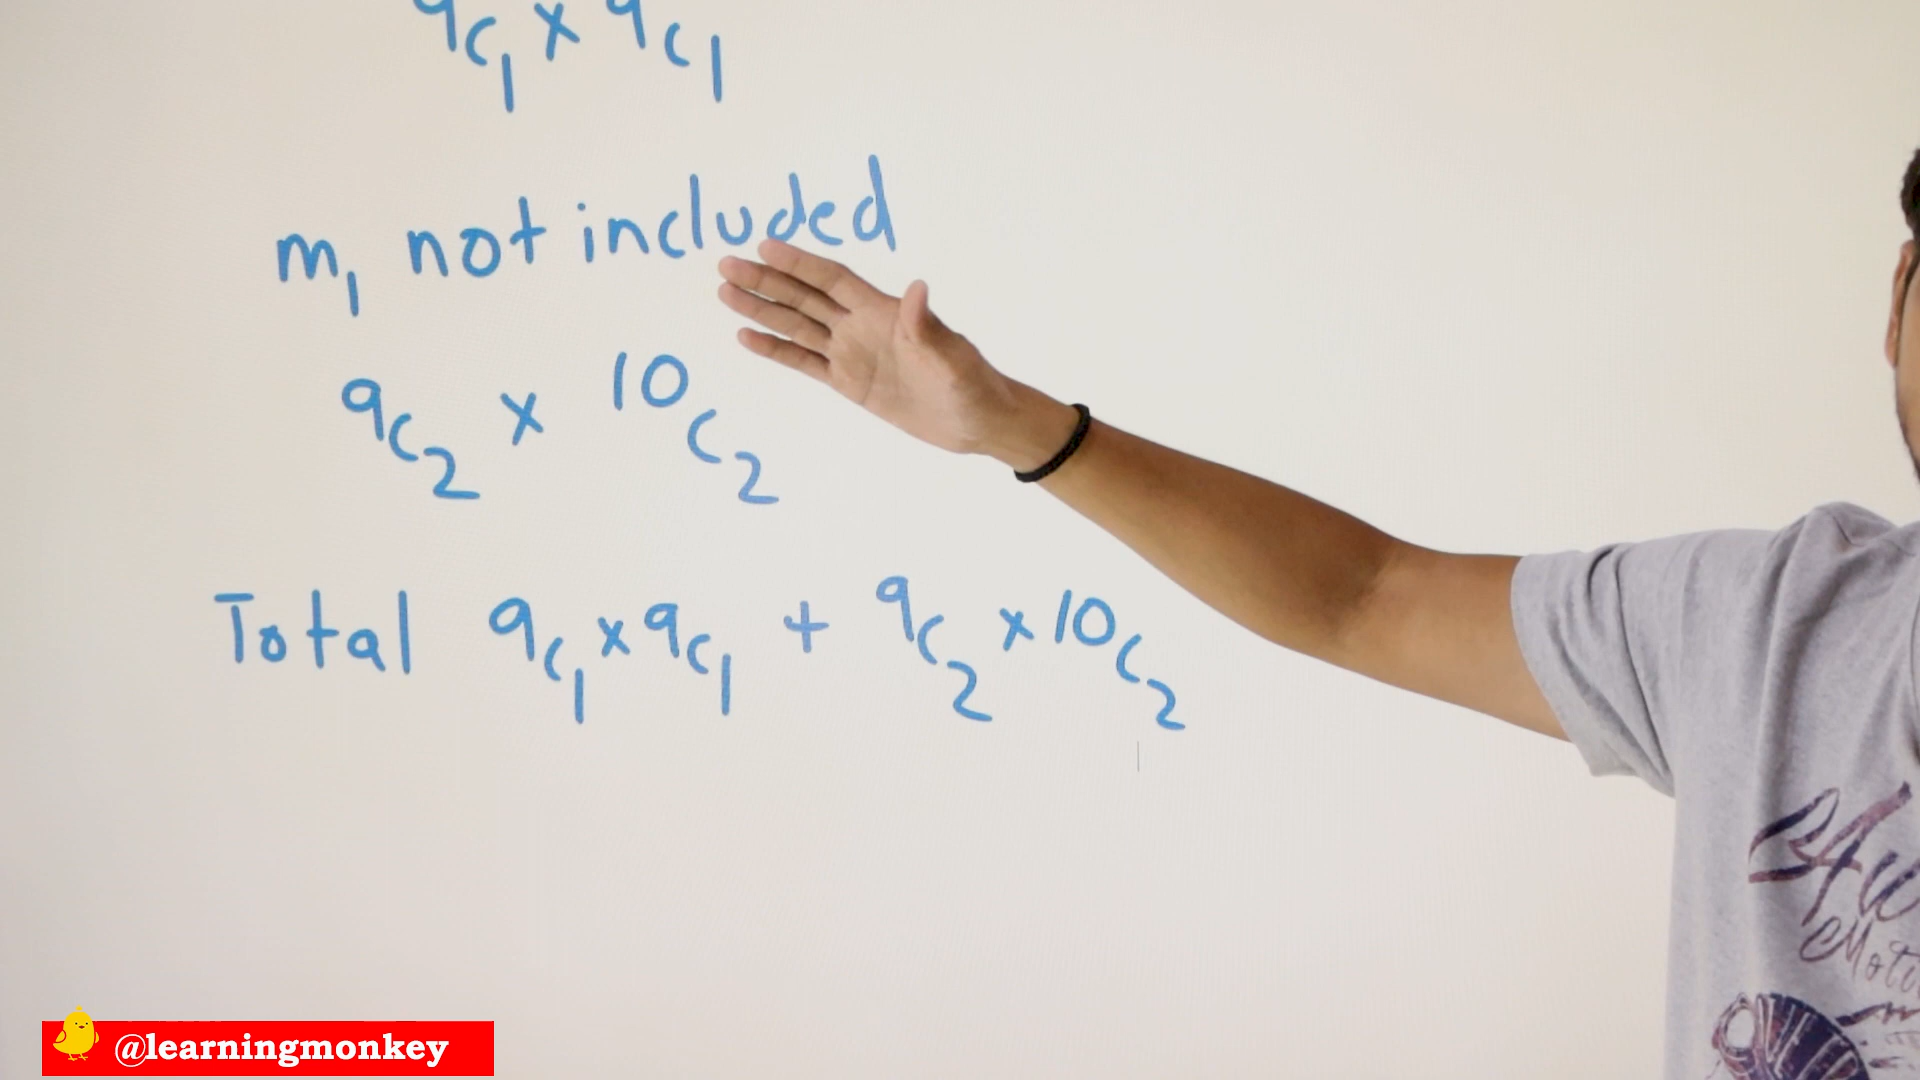 9c₁ x 9c₁
m₁ not included
9c₂ x 10c₂
Total 9c₁ x 9c₁ + 9c₂ x 10c₂
@learningmonkey